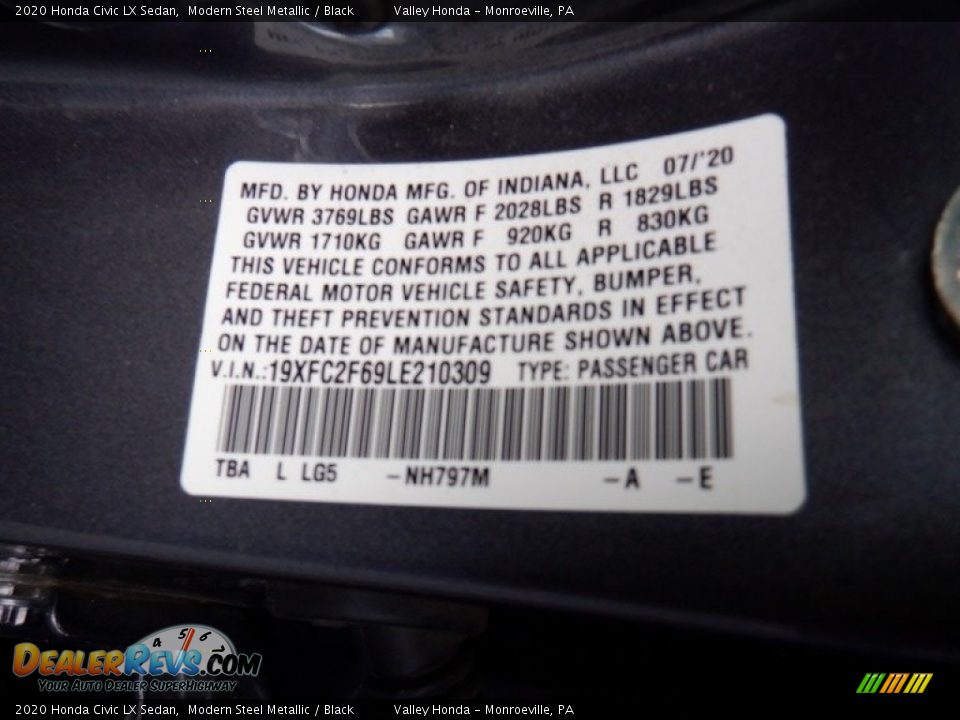 2020 Honda Civic LX Sedan,  Modern Steel Metallic / Black        Valley Honda - Monroeville, PA
MFD. BY HONDA MFG. OF INDIANA, LLC   07/'20
GVWR 3769LBS  GAWR F 2028LBS  R 1829LBS
GVWR 1710KG   GAWR F   920KG   R   830KG
THIS VEHICLE CONFORMS TO ALL APPLICABLE
FEDERAL MOTOR VEHICLE SAFETY, BUMPER,
AND THEFT PREVENTION STANDARDS IN EFFECT
ON THE DATE OF MANUFACTURE SHOWN ABOVE.
V.I.N.:19XFC2F69LE210309   TYPE: PASSENGER CAR
TBA   L  LG5     -NH797M            -A    -E
4 5 6
DEALERREVS.COM
Your Auto Dealer SuperHighway
2020 Honda Civic LX Sedan,  Modern Steel Metallic / Black        Valley Honda - Monroeville, PA